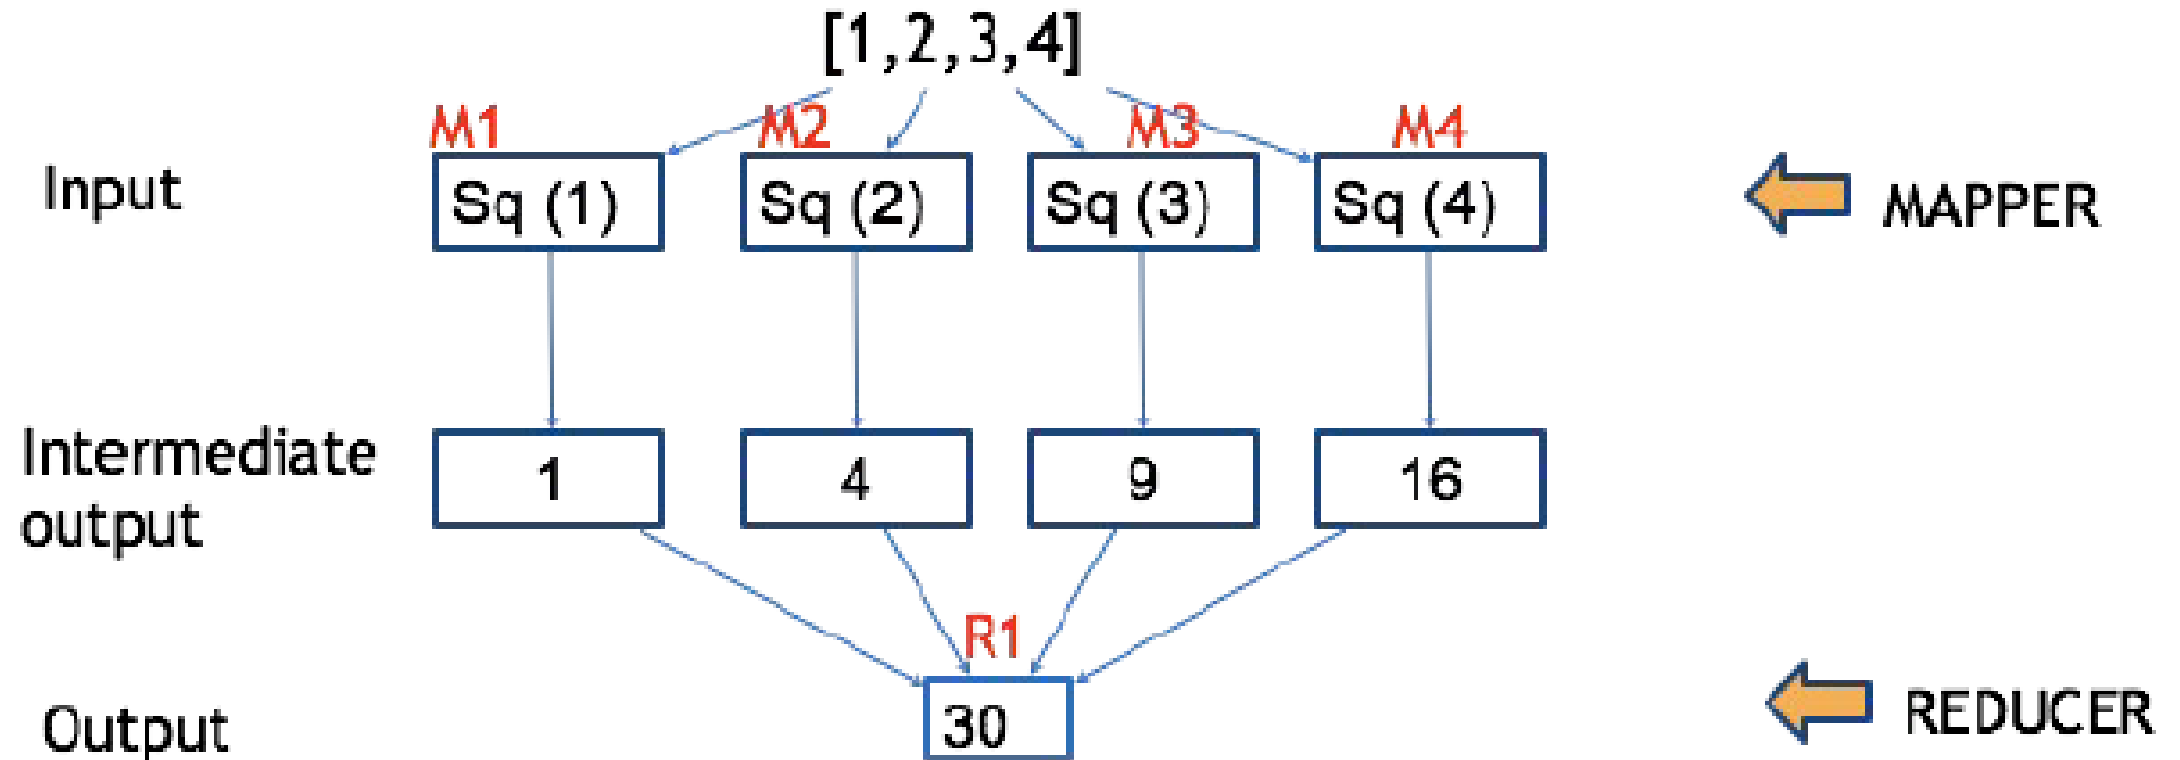 [1,2,3,4]
M1 M2 M3 M4
Input Sq (1) Sq (2) Sq (3) Sq (4) MAPPER
Intermediate
output
1 4 9 16
R1
Output 30 REDUCER